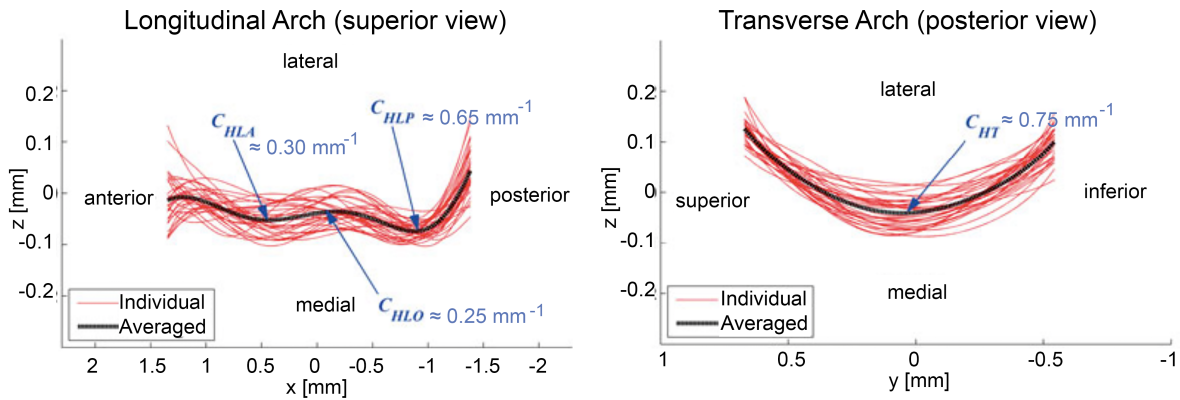 Longitudinal Arch (superior view)
lateral
0.2
0.1
0
-0.1
-0.2
z [mm]
C_HLA ≈ 0.30 mm⁻¹
C_HLP ≈ 0.65 mm⁻¹
anterior
posterior
medial
C_HLO ≈ 0.25 mm⁻¹
Individual
Averaged
2 1.5 1 0.5 0 -0.5 -1 -1.5 -2
x [mm]
Transverse Arch (posterior view)
lateral
0.2
0.1
0
-0.1
-0.2
z [mm]
C_HT ≈ 0.75 mm⁻¹
superior
inferior
medial
Individual
Averaged
1 0.5 0 -0.5 -1
y [mm]